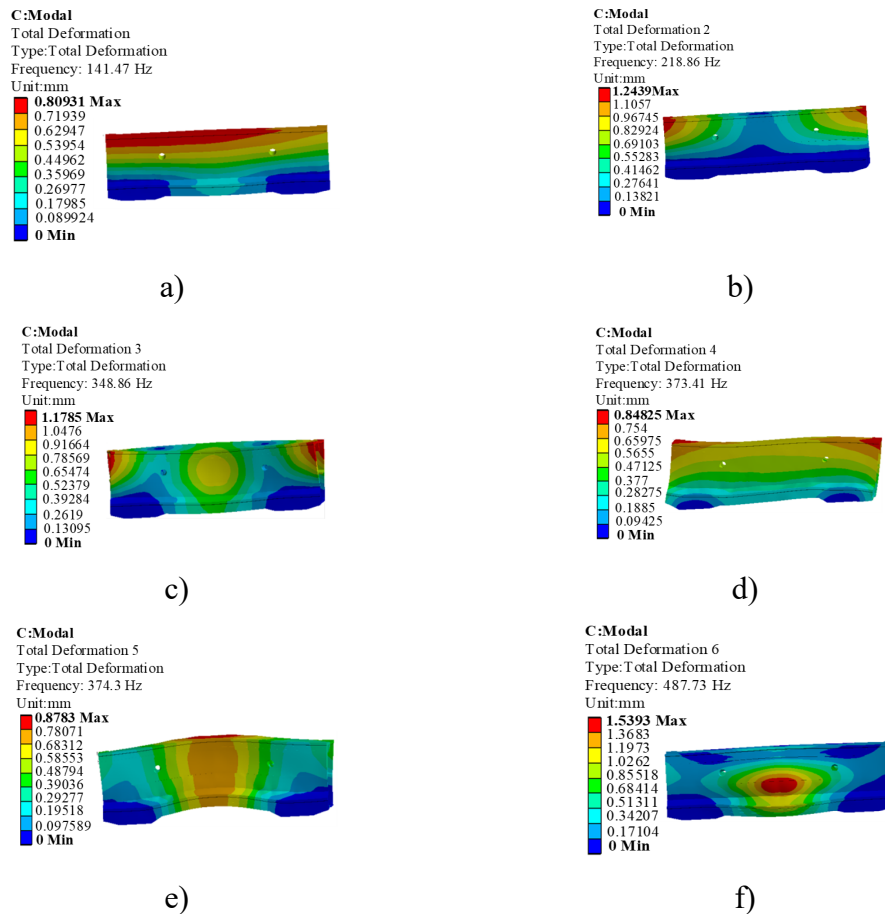 C:Modal
Total Deformation
Type:Total Deformation
Frequency: 141.47 Hz
Unit:mm
0.80931 Max
0.71939
0.62947
0.53954
0.44962
0.35969
0.26977
0.17985
0.089924
0 Min
a)
C:Modal
Total Deformation 2
Type:Total Deformation
Frequency: 218.86 Hz
Unit:mm
1.2439Max
1.1057
0.96745
0.82924
0.69103
0.55283
0.41462
0.27641
0.13821
0 Min
b)
C:Modal
Total Deformation 3
Type:Total Deformation
Frequency: 348.86 Hz
Unit:mm
1.1785 Max
1.0476
0.91664
0.78569
0.65474
0.52379
0.39284
0.2619
0.13095
0 Min
c)
C:Modal
Total Deformation 4
Type:Total Deformation
Frequency: 373.41 Hz
Unit:mm
0.84825 Max
0.754
0.65975
0.5655
0.47125
0.377
0.28275
0.1885
0.09425
0 Min
d)
C:Modal
Total Deformation 5
Type:Total Deformation
Frequency: 374.3 Hz
Unit:mm
0.8783 Max
0.78071
0.68312
0.58553
0.48794
0.39036
0.29277
0.19518
0.097589
0 Min
e)
C:Modal
Total Deformation 6
Type:Total Deformation
Frequency: 487.73 Hz
Unit:mm
1.5393 Max
1.3683
1.1973
1.0262
0.85518
0.68414
0.51311
0.34207
0.17104
0 Min
f)